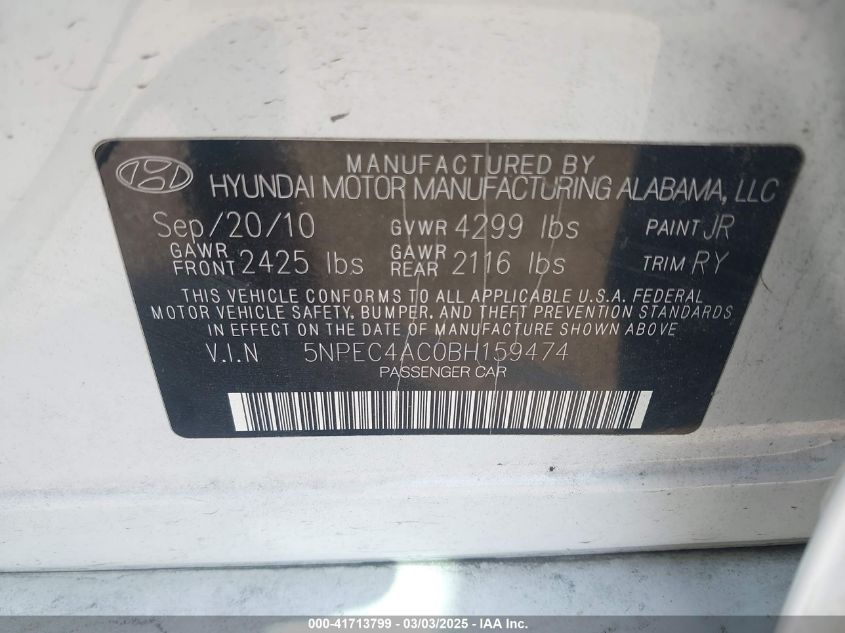 MANUFACTURED BY
HYUNDAI MOTOR MANUFACTURING ALABAMA, LLC
Sep/20/10 GVWR 4299 lbs PAINT JR
GAWR FRONT 2425 lbs GAWR REAR 2116 lbs TRIM RY
THIS VEHICLE CONFORMS TO ALL APPLICABLE U.S.A. FEDERAL
MOTOR VEHICLE SAFETY, BUMPER, AND THEFT PREVENTION STANDARDS
IN EFFECT ON THE DATE OF MANUFACTURE SHOWN ABOVE
V.I.N 5NPEC4AC0BH159474
PASSENGER CAR
000-41713799 - 03/03/2025 - IAA Inc.